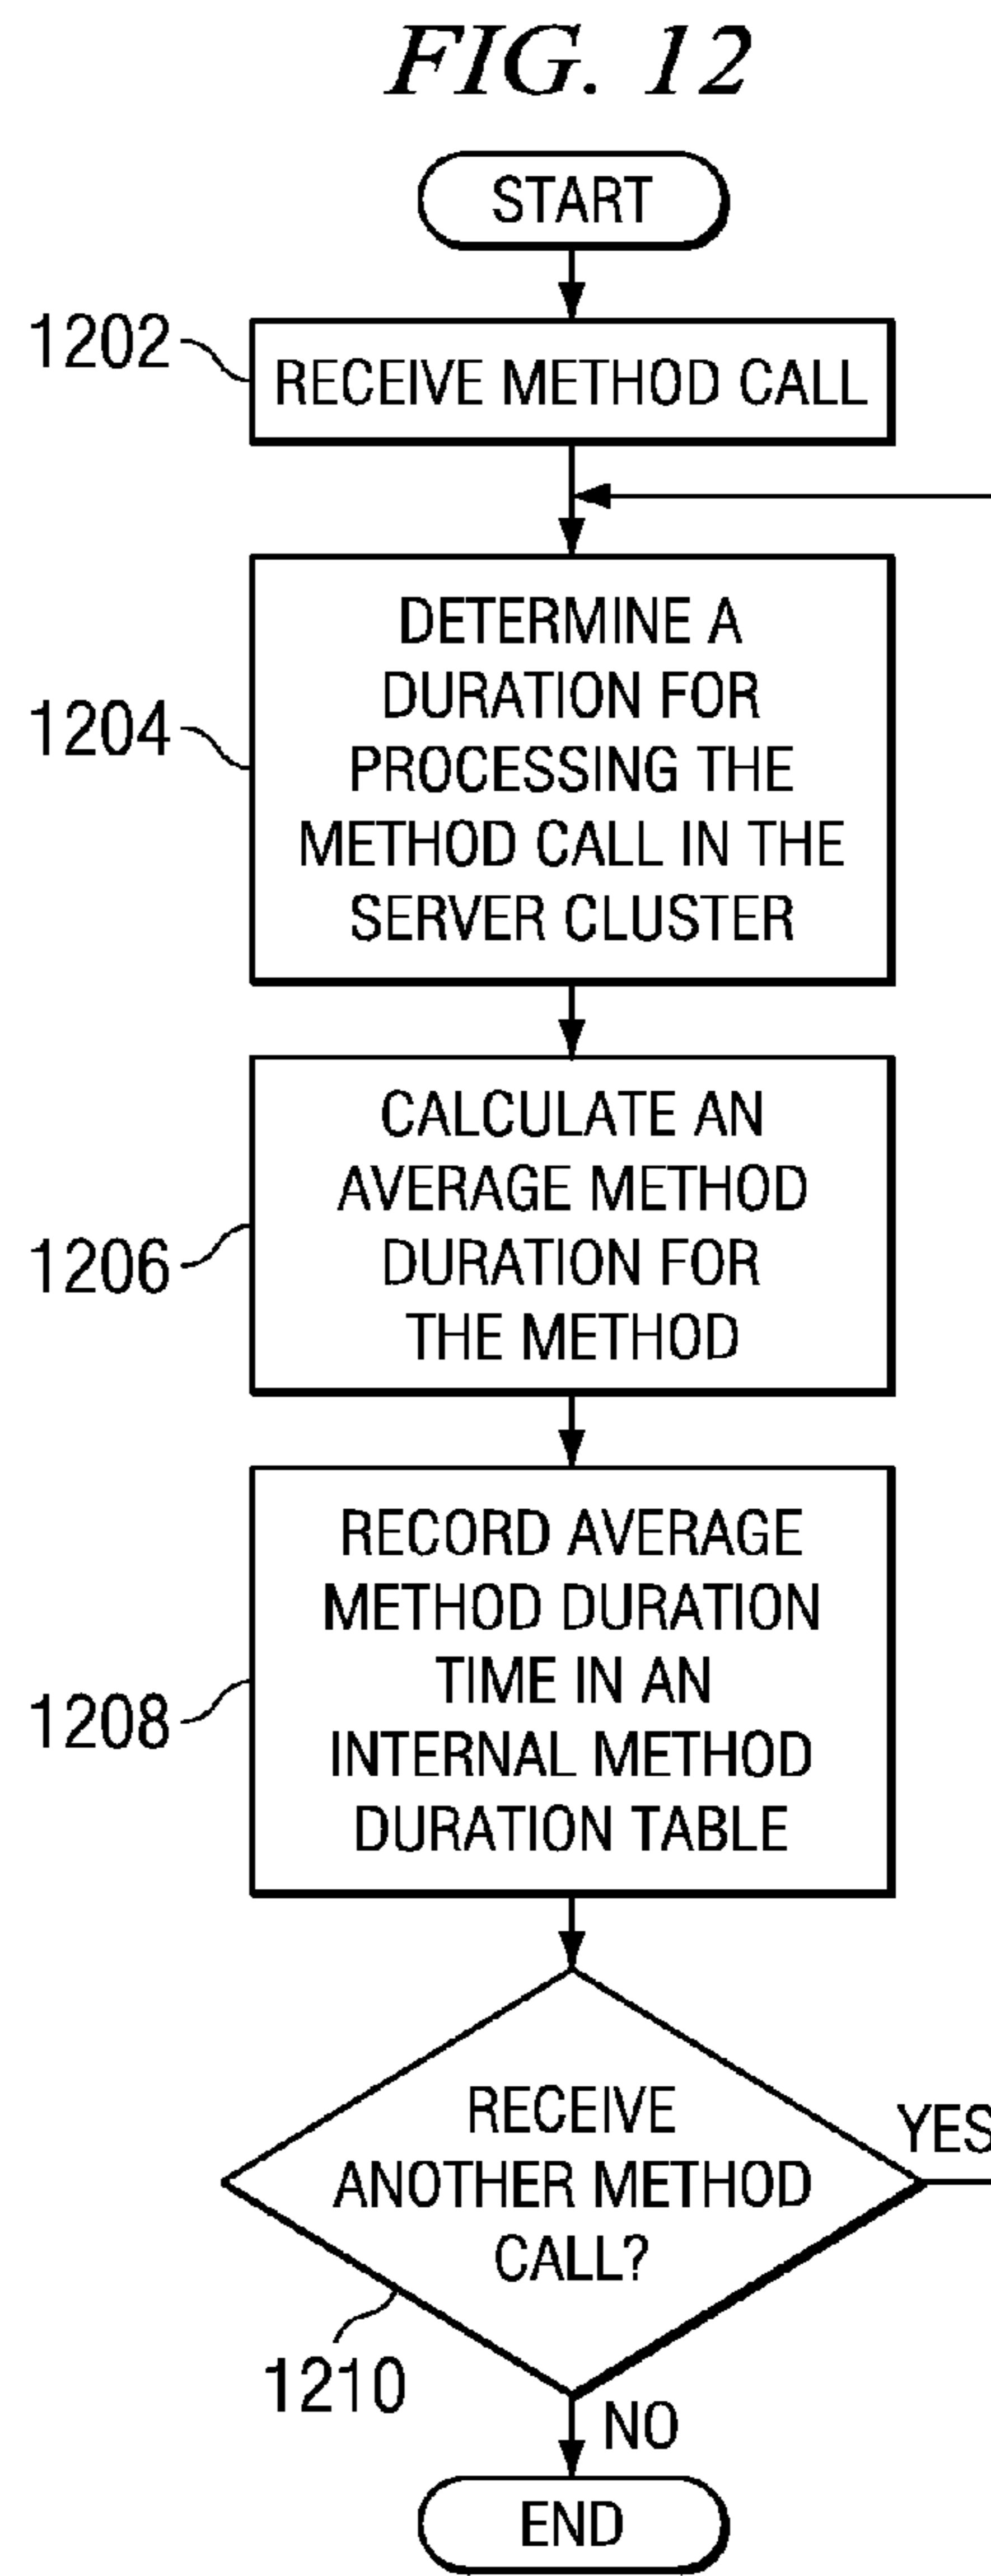 FIG. 12
START
1202
RECEIVE METHOD CALL
1204
DETERMINE A
DURATION FOR
PROCESSING THE
METHOD CALL IN THE
SERVER CLUSTER
1206
CALCULATE AN
AVERAGE METHOD
DURATION FOR
THE METHOD
1208
RECORD AVERAGE
METHOD DURATION
TIME IN AN
INTERNAL METHOD
DURATION TABLE
RECEIVE
ANOTHER METHOD
CALL?
YES
1210
NO
END